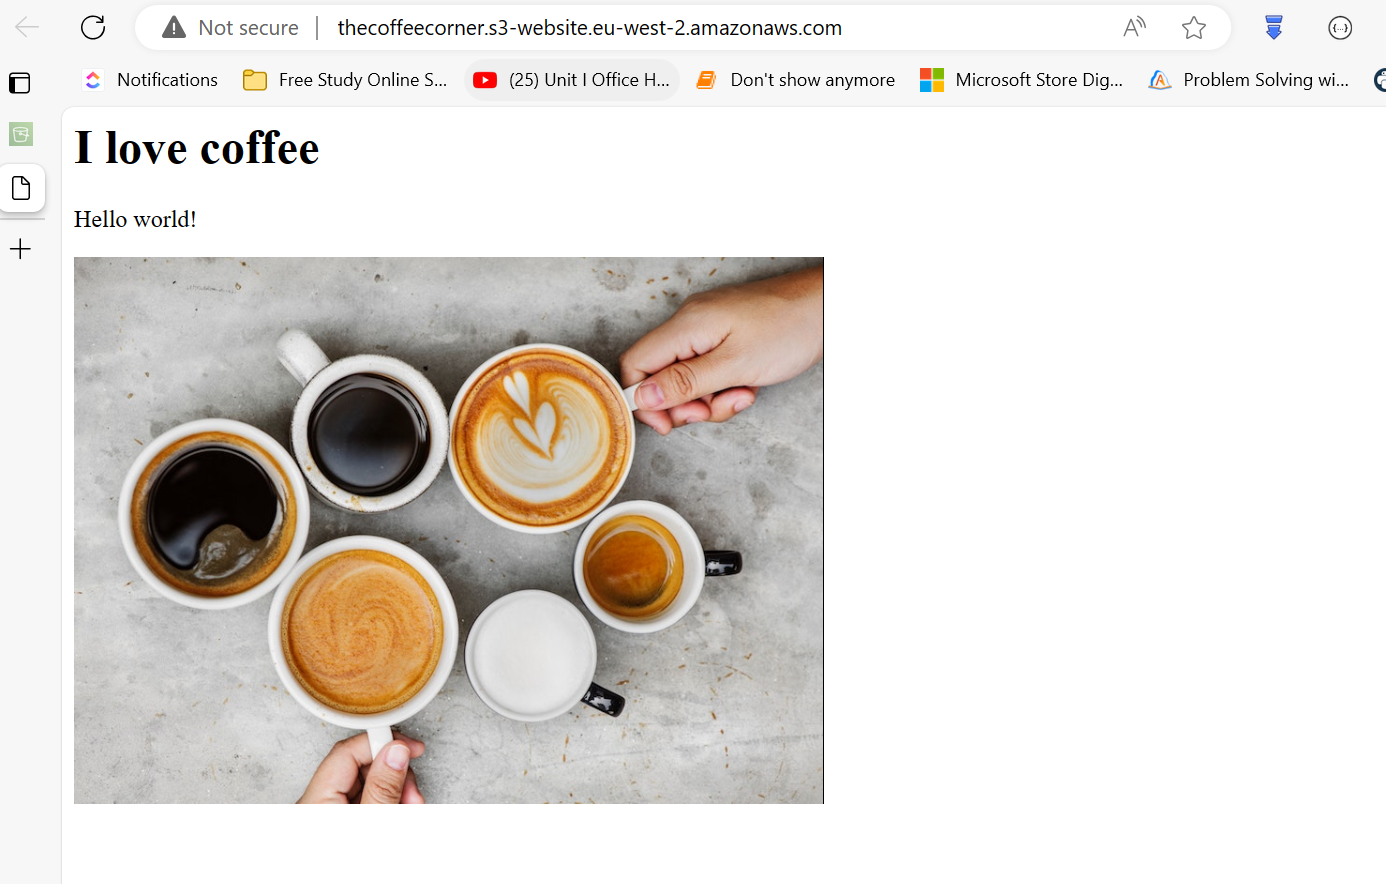 Not secure
thecoffeecorner.s3-website.eu-west-2.amazonaws.com
Notifications
Free Study Online S...
(25) Unit I Office H...
Don't show anymore
Microsoft Store Dig...
Problem Solving wi...
I love coffee
Hello world!